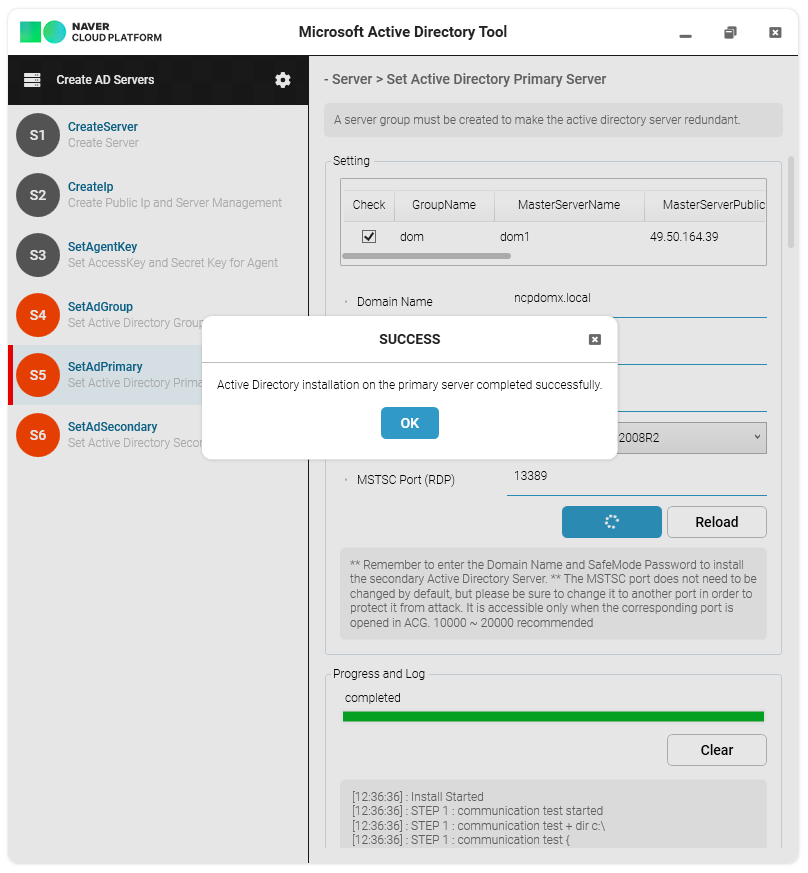 NAVER
CLOUD PLATFORM
Microsoft Active Directory Tool
Create AD Servers
S1
CreateServer
Create Server
S2
CreateIp
Create Public Ip and Server Management
S3
SetAgentKey
Set AccessKey and Secret Key for Agent
S4
SetAdGroup
Set Active Directory Group
S5
SetAdPrimary
Set Active Directory
S6
SetAdSecondary
Set Active Directory
- Server > Set Active Directory Primary Server
A server group must be created to make the active directory server redundant.
Setting
Check GroupName MasterServerName MasterServerPublic
dom dom1 49.50.164.39
Domain Name ncpdomx.local
SUCCESS
Active Directory installation on the primary server completed successfully.
OK
2008R2
MSTSC Port (RDP) 13389
Reload
** Remember to enter the Domain Name and SafeMode Password to install
the secondary Active Directory Server. ** The MSTSC port does not need to be
changed by default, but please be sure to change it to another port in order to
protect it from attack. It is accessible only when the corresponding port is
opened in ACG. 10000 ~ 20000 recommended
Progress and Log
completed
Clear
[12:36:36] : Install Started
[12:36:36] : STEP 1 : communication test started
[12:36:36] : STEP 1 : communication test + dir c:\
[12:36:36] : STEP 1 : communication test {